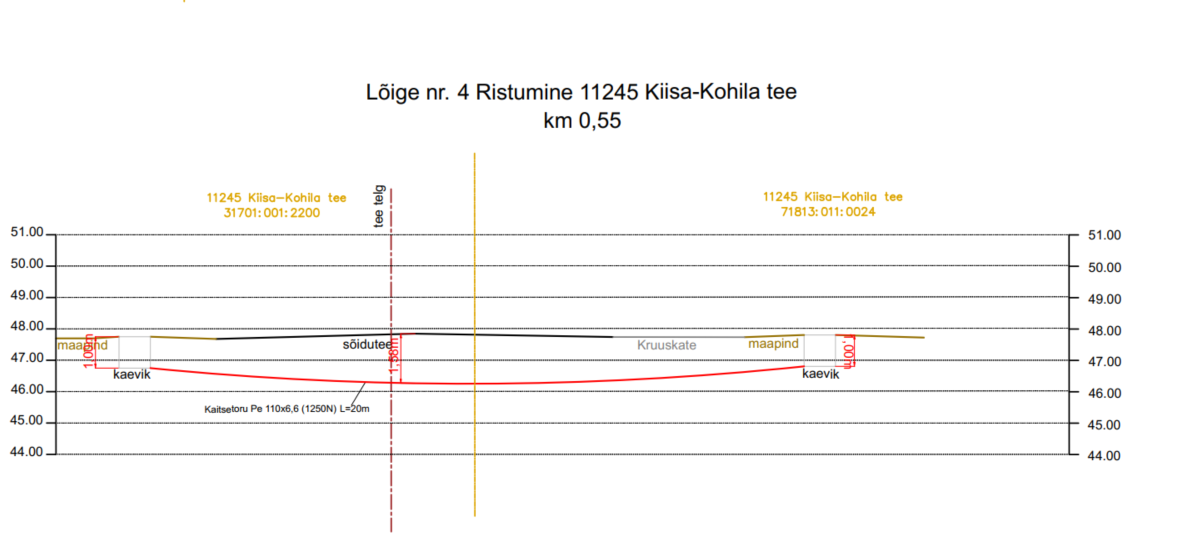 Lõige nr. 4 Ristumine 11245 Kiisa-Kohila tee
km 0,55
tee telg
11245 Kiisa-Kohila tee
31701:001:2200
11245 Kiisa-Kohila tee
71813:011:0024
51.00
50.00
49.00
48.00
47.00
46.00
45.00
44.00
51.00
50.00
49.00
48.00
47.00
46.00
45.00
44.00
maapind
1,00m
kaevik
sõidutee
1,58m
Kruuskate
maapind
kaevik
1,00m
Kaitsetoru Pe 110x6,6 (1250N) L=20m